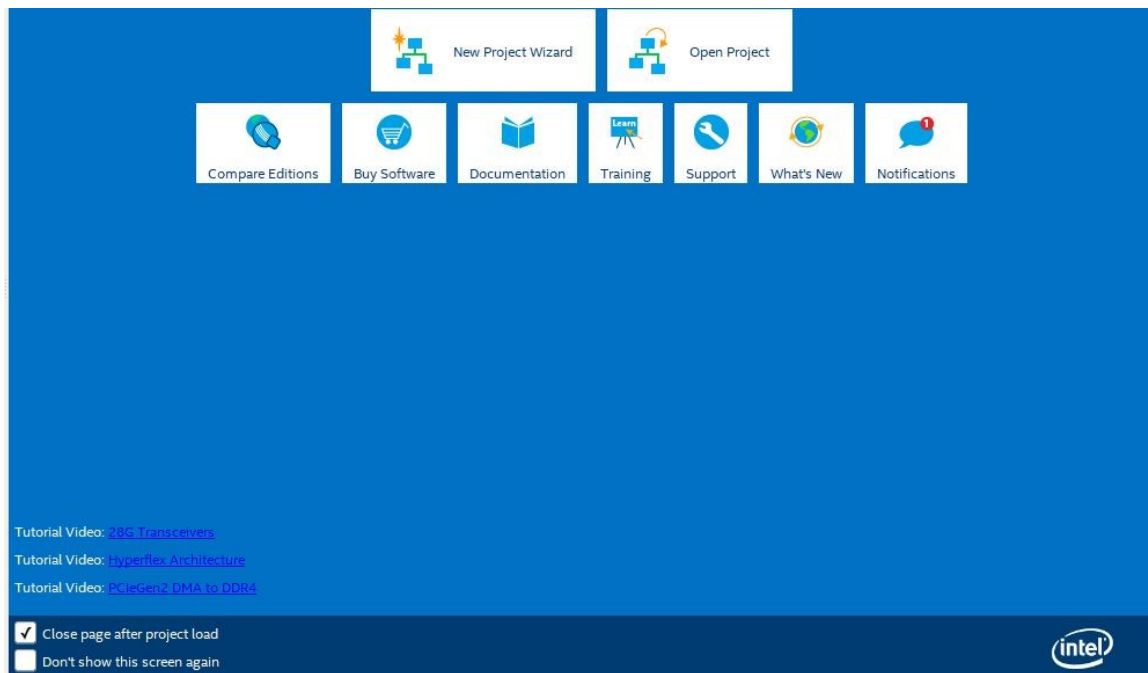 New Project Wizard
Open Project
Learn
1
Compare Editions
Buy Software
Documentation
Training
Support
What's New
Notifications
Tutorial Video: 28G Transceivers
Tutorial Video: Hyperflex Architecture
Tutorial Video: PCIeGen2 DMA to DDR4
Close page after project load
Don't show this screen again
intel